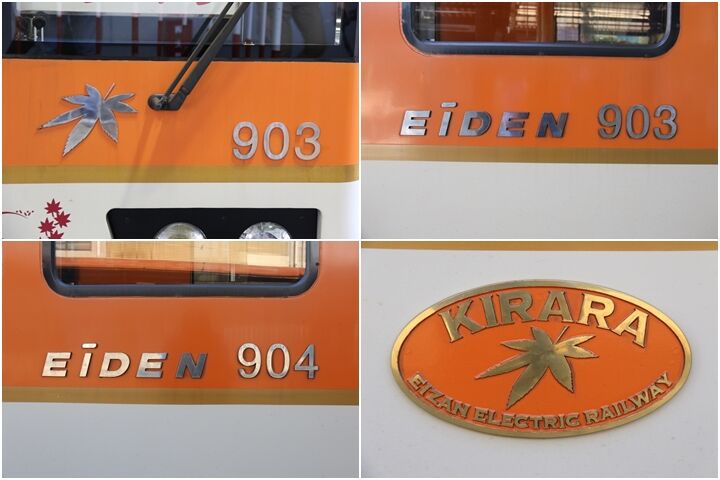 903
EIDEN 903
EIDEN 904
KIRARA
EIZAN ELECTRIC RAILWAY